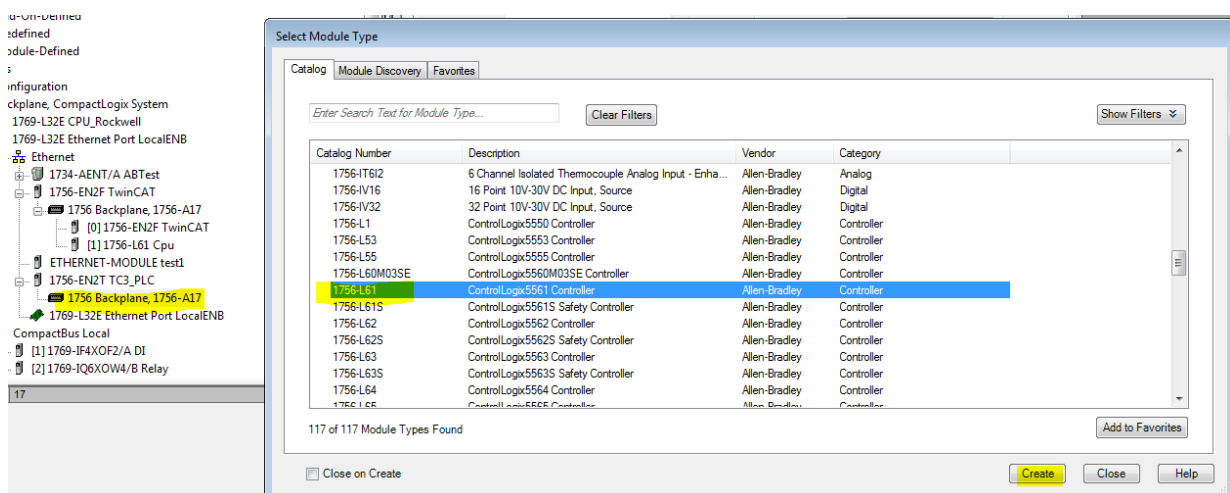 edefined
odule-Defined
s
onfiguration
ckplane, CompactLogix System
1769-L32E CPU_Rockwell
1769-L32E Ethernet Port LocalENB
Ethernet
1734-AENT/A ABTest
1756-EN2F TwinCAT
1756 Backplane, 1756-A17
[0] 1756-EN2F TwinCAT
[1] 1756-L61 Cpu
ETHERNET-MODULE test1
1756-EN2T TC3_PLC
1756 Backplane, 1756-A17
1769-L32E Ethernet Port LocalENB
CompactBus Local
[1] 1769-IF4XOF2/A DI
[2] 1769-IQ6XOW4/B Relay
17
Select Module Type
Catalog Module Discovery Favorites
Enter Search Text for Module Type... Clear Filters Show Filters
Catalog Number Description Vendor Category
1756-IT6I2 6 Channel Isolated Thermocouple Analog Input - Enha... Allen-Bradley Analog
1756-IV16 16 Point 10V-30V DC Input, Source Allen-Bradley Digital
1756-IV32 32 Point 10V-30V DC Input, Source Allen-Bradley Digital
1756-L1 ControlLogix5550 Controller Allen-Bradley Controller
1756-L53 ControlLogix5553 Controller Allen-Bradley Controller
1756-L55 ControlLogix5555 Controller Allen-Bradley Controller
1756-L60M03SE ControlLogix5560M03SE Controller Allen-Bradley Controller
1756-L61 ControlLogix5561 Controller Allen-Bradley Controller
1756-L61S ControlLogix5561S Safety Controller Allen-Bradley Controller
1756-L62 ControlLogix5562 Controller Allen-Bradley Controller
1756-L62S ControlLogix5562S Safety Controller Allen-Bradley Controller
1756-L63 ControlLogix5563 Controller Allen-Bradley Controller
1756-L63S ControlLogix5563S Safety Controller Allen-Bradley Controller
1756-L64 ControlLogix5564 Controller Allen-Bradley Controller
1756-L65 ControlLogix5565 Controller Allen-Bradley Controller
117 of 117 Module Types Found Add to Favorites
Close on Create Create Close Help